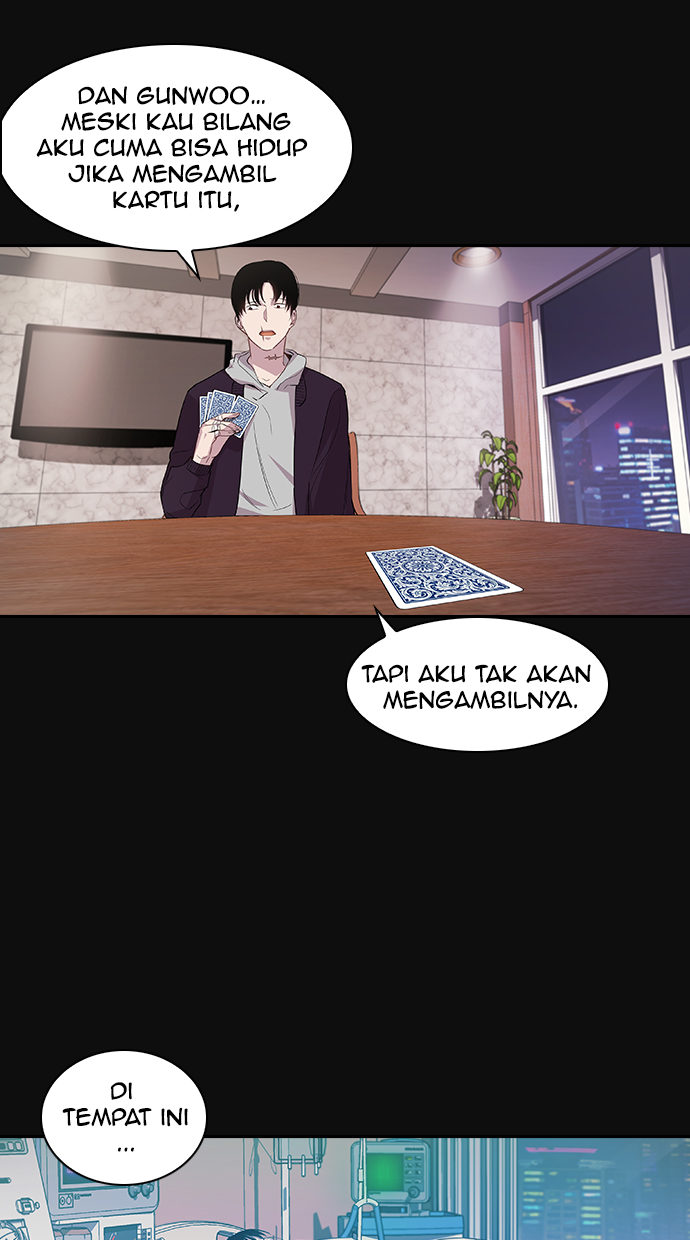 DAN GUNWOO...
MESKI KAU BILANG
AKU CUMA BISA HIDUP
JIKA MENGAMBIL
KARTU ITU,
TAPI AKU TAK AKAN
MENGAMBILNYA.
DI
TEMPAT INI
...